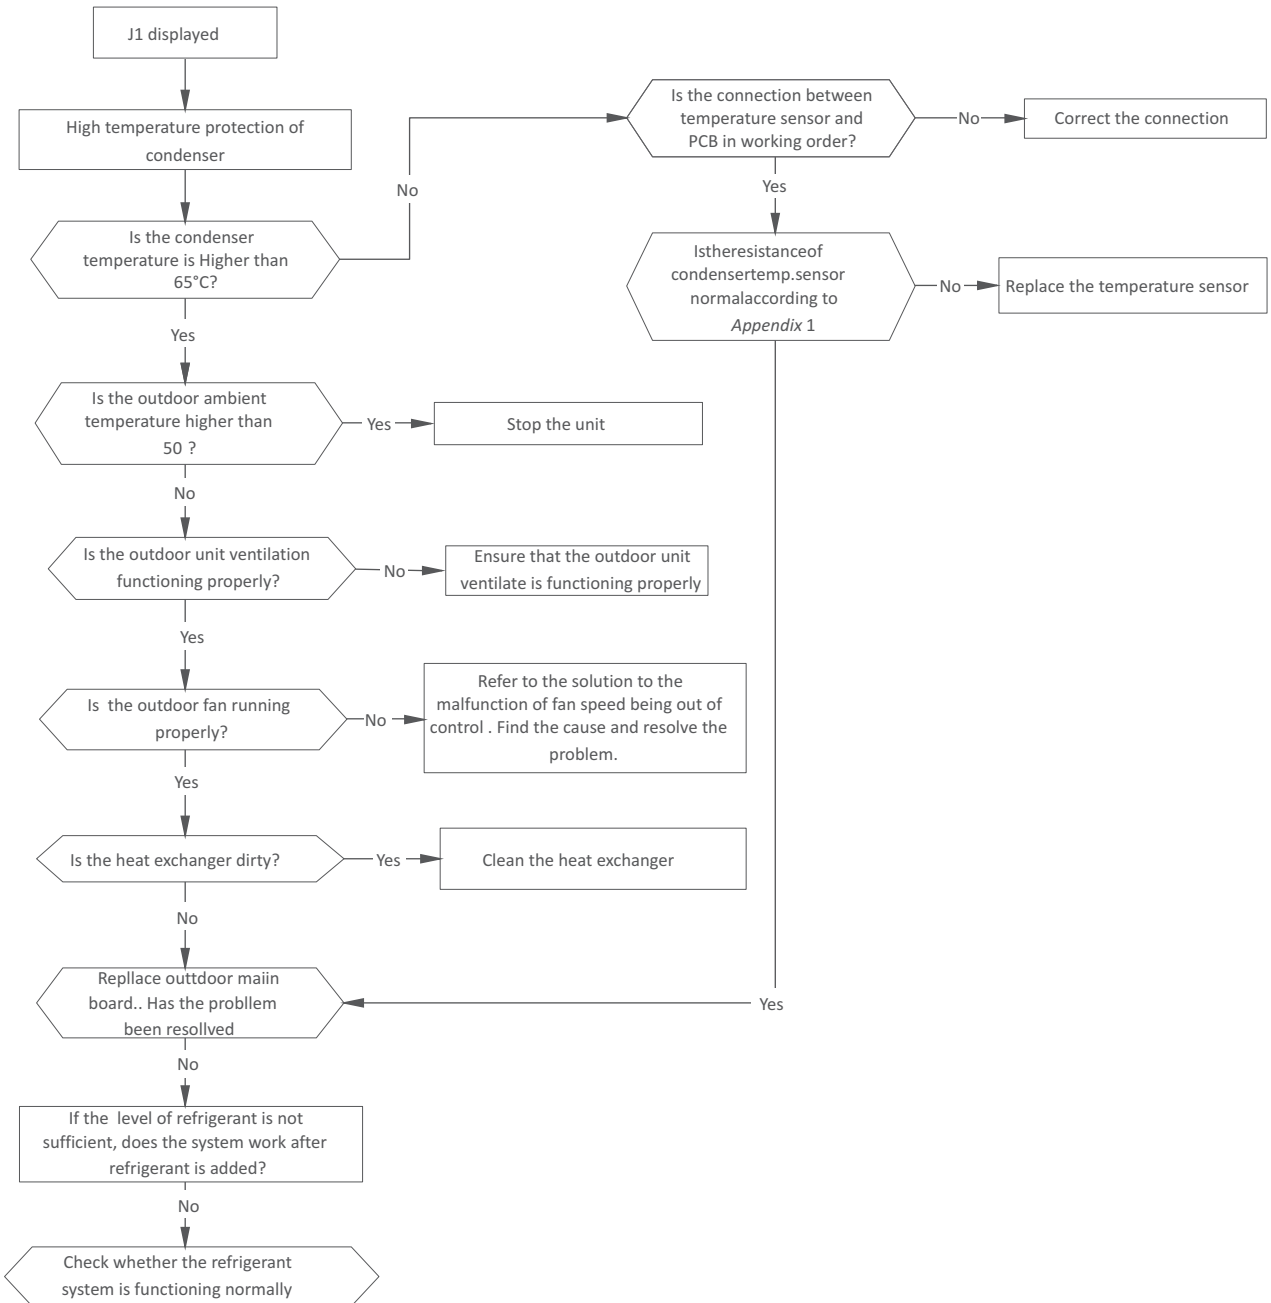 J1 displayed
High temperature protection of
condenser
Is the condenser
temperature is Higher than
65°C?
No
Is the connection between
temperature sensor and
PCB in working order?
No
Correct the connection
Yes
Istheresistanceof
condensertemp.sensor
normalaccording to
Appendix 1
No
Replace the temperature sensor
Yes
Is the outdoor ambient
temperature higher than
50 ?
Yes
Stop the unit
No
Is the outdoor unit ventilation
functioning properly?
No
Ensure that the outdoor unit
ventilate is functioning properly
Yes
Is the outdoor fan running
properly?
No
Refer to the solution to the
malfunction of fan speed being out of
control . Find the cause and resolve the
problem.
Yes
Is the heat exchanger dirty?
Yes
Clean the heat exchanger
No
Repllace outtdoor maiin
board.. Has the probllem
been resollved
Yes
No
If the level of refrigerant is not
sufficient, does the system work after
refrigerant is added?
No
Check whether the refrigerant
system is functioning normally